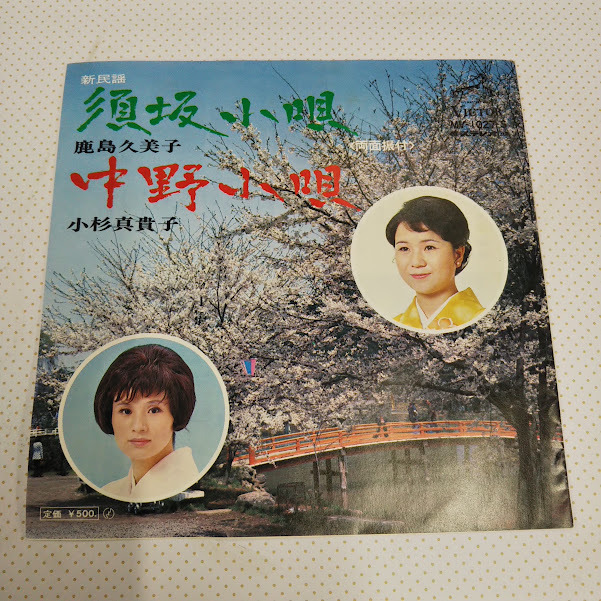 新民謡
須坂小唄
鹿島久美子
VICTOR
<両面振付>
中野小唄
小杉真貴子
定価 ¥500.